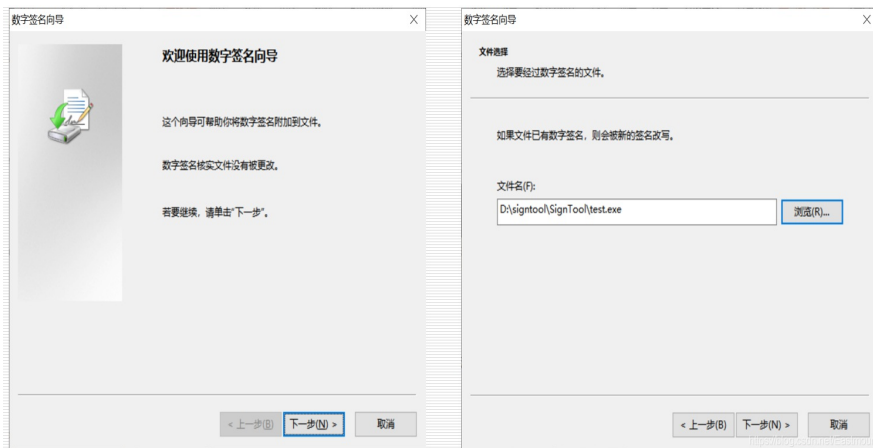 数字签名向导
欢迎使用数字签名向导
这个向导可帮助你将数字签名附加到文件。
数字签名核实文件没有被更改。
若要继续，请单击"下一步"。
< 上一步(B)
下一步(N) >
取消
数字签名向导
文件选择
选择要经过数字签名的文件。
如果文件已有数字签名，则会被新的签名改写。
文件名(F):
D:\signtool\SignTool\test.exe
浏览(R)...
< 上一步(B)
下一步(N) >
取消